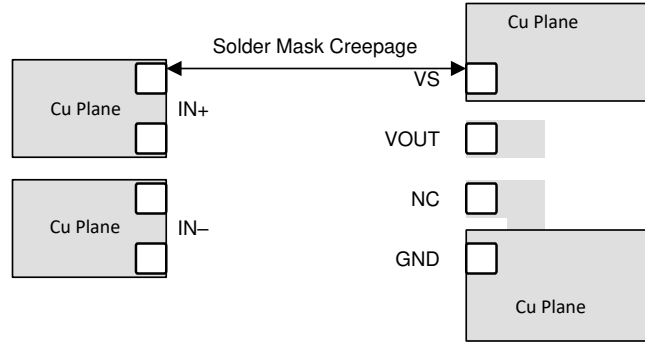 Cu Plane
Solder Mask Creepage
VS
Cu Plane
IN+
VOUT
Cu Plane
IN–
NC
GND
Cu Plane